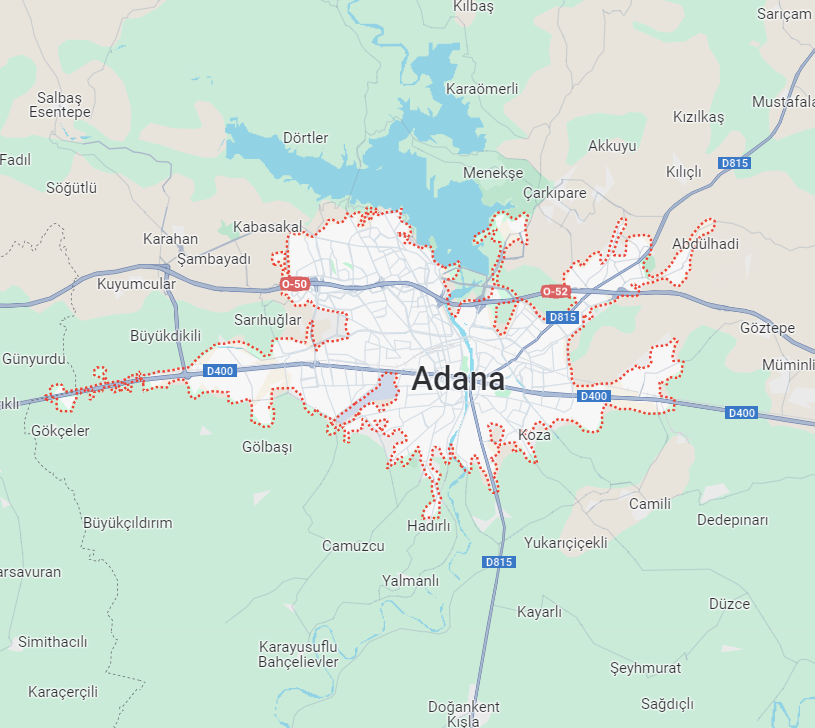 Kılbaş
Sarıçam
Karaömerli
Salbaş
Esentepe
Mustafala
Kızılkaş
Dörtler
Akkuyu
Fadıl
D815
Menekşe
Kılıçlı
Söğütlü
Çarkıpare
Kabasakal
Karahan
Abdülhadi
Şambayadı
Kuyumcular
O-50
O-52
Sarıhuğlar
D815
Göztepe
Büyükdikili
Günyurdu
Müminli
D400
Adana
D400
ıklı
D400
Gökçeler
Koza
Gölbaşı
Camili
Büyükçıldırım
Hadırlı
Dedepınarı
Camuzcu
Yukarıçiçekli
D815
arsavuran
Yalmanlı
Düzce
Kayarlı
Simithacılı
Karayusuflu
Bahçelievler
Şeyhmurat
Karaçerçili
Sağdıçlı
Doğankent
Kışla